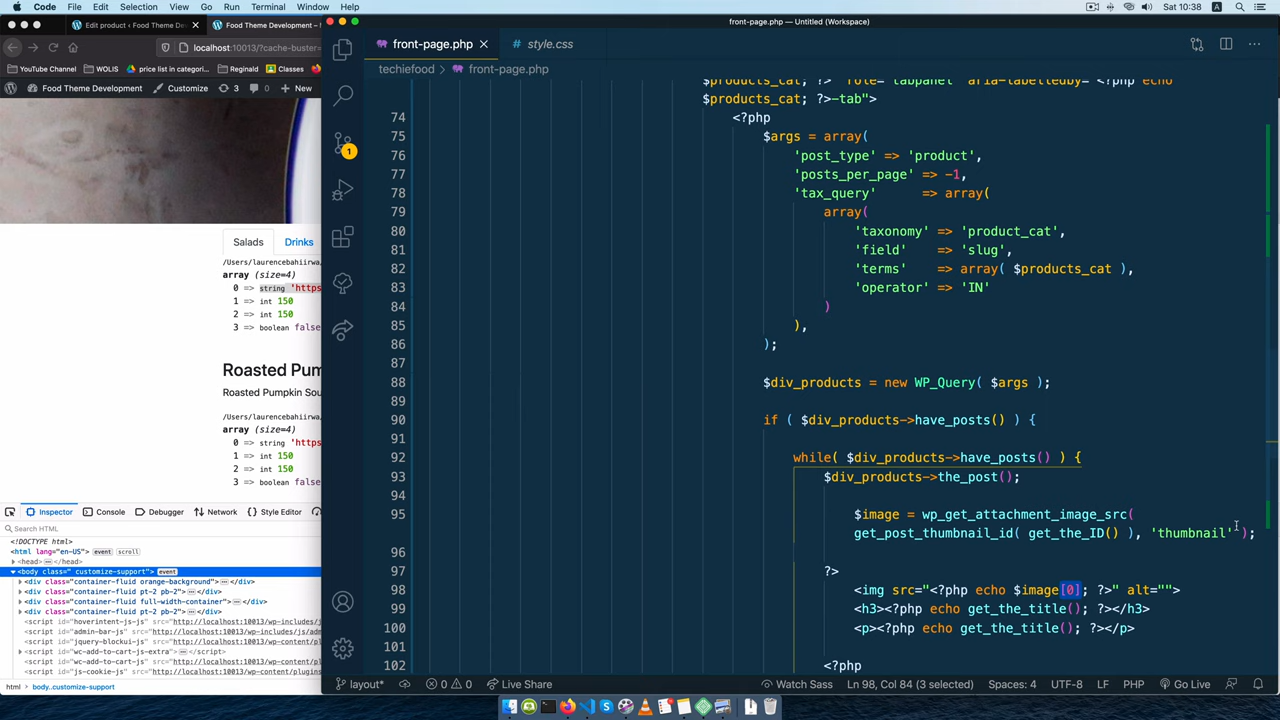 Code File Edit Selection View Go Run Terminal Window Help
Sat 10:38
Edit product ‹ Food Theme Dev
Food Theme Development –
front-page.php — Untitled (Workspace)
localhost:10013/?cache-buster=
front-page.php
style.css
YouTube Channel WOLIS price list in categori... Reginald Classes
techiefood > front-page.php
Food Theme Development Customize 3 0 New
$products_cat; ?>" role="tabpanel" aria-labelledby="<?php echo
$products_cat; ?>-tab">
74 <?php
75 $args = array(
76 'post_type' => 'product',
77 'posts_per_page' => -1,
78 'tax_query' => array(
79 array(
80 'taxonomy' => 'product_cat',
81 'field' => 'slug',
82 'terms' => array( $products_cat ),
83 'operator' => 'IN'
84 )
85 ),
86 );
87
88 $div_products = new WP_Query( $args );
89
90 if ( $div_products->have_posts() ) {
91
92 while( $div_products->have_posts() ) {
93 $div_products->the_post();
94
95 $image = wp_get_attachment_image_src(
get_post_thumbnail_id( get_the_ID() ), 'thumbnail' );
96
97 ?>
98 <img src="<?php echo $image[0]; ?>" alt="">
99 <h3><?php echo get_the_title(); ?></h3>
100 <p><?php echo get_the_title(); ?></p>
101
102 <?php
Salads Drinks
/Users/laurencebahiirwa
array (size=4)
0 => string 'https
1 => int 150
2 => int 150
3 => boolean false
Roasted Pum
Roasted Pumpkin Sou
/Users/laurencebahiirwa
array (size=4)
0 => string 'https
1 => int 150
2 => int 150
3 => boolean false
Inspector Console Debugger Network Style Editor
Search HTML
<!DOCTYPE html>
<html lang="en-US"> event scroll
<head> </head>
<body class=" customize-support"> event
<div class="container-fluid orange-background"> </div>
<div class="container-fluid pt-2 pb-2"> </div>
<div class="container-fluid full-width-container"> </div>
<div class="container-fluid pt-2 pb-2"> </div>
<script id="hoverintent-js-js" src="http://localhost:10013/wp-includes/j
<script id="admin-bar-js" src="http://localhost:10013/wp-includes/js/ad
<script id="jquery-blockui-js" src="http://localhost:10013/wp-content/pl
<script id="wc-add-to-cart-js-extra"> </script>
<script id="wc-add-to-cart-js" src="http://localhost:10013/wp-content/pl
<script id="js-cookie-js" src="http://localhost:10013/wp-content/plugins
html body..customize-support
layout* 0 0 Live Share
Watch Sass Ln 98, Col 84 (3 selected) Spaces: 4 UTF-8 LF PHP Go Live